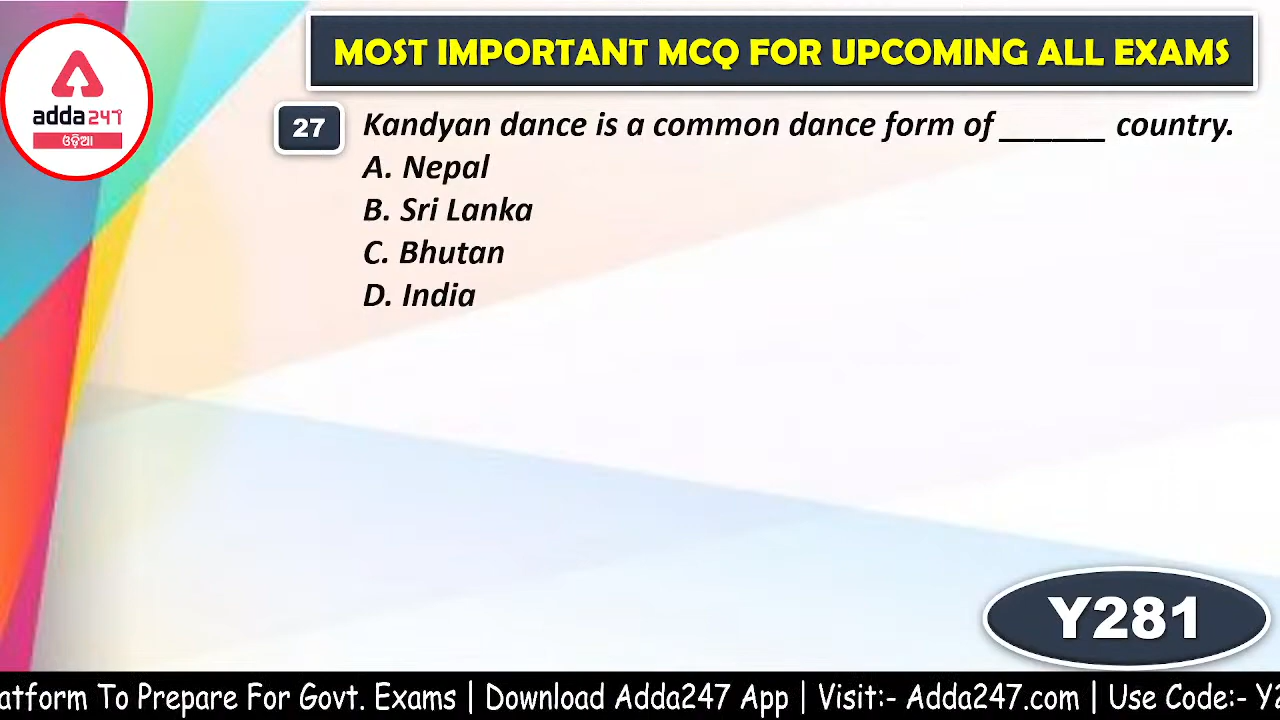 MOST IMPORTANT MCQ FOR UPCOMING ALL EXAMS
adda247
ଓଡ଼ିଆ
27 Kandyan dance is a common dance form of ______ country.
A. Nepal
B. Sri Lanka
C. Bhutan
D. India
Y281
To Prepare For Govt. Exams | Download Adda247 App | Visit:- Adda247.com | Use Code:-